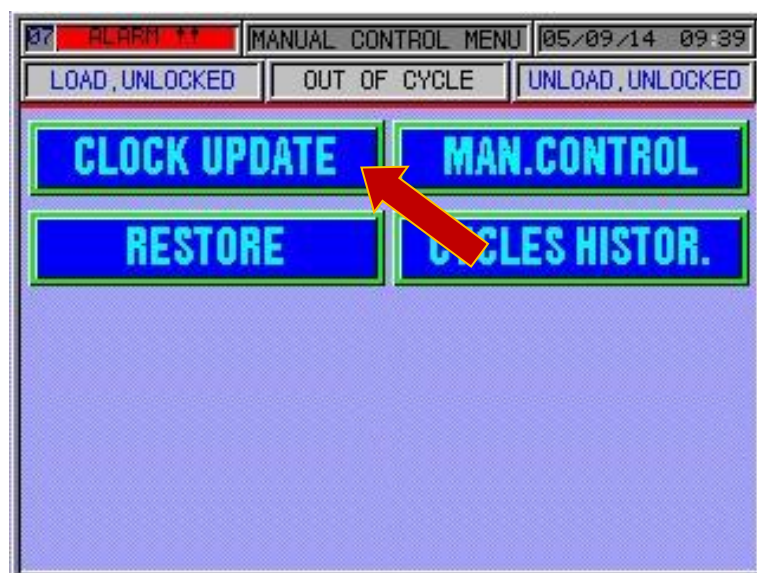 07 ALARM !! MANUAL CONTROL MENU 05/09/14 09:39
LOAD,UNLOCKED OUT OF CYCLE UNLOAD,UNLOCKED
CLOCK UPDATE MAN.CONTROL
RESTORE CYCLES HISTOR.